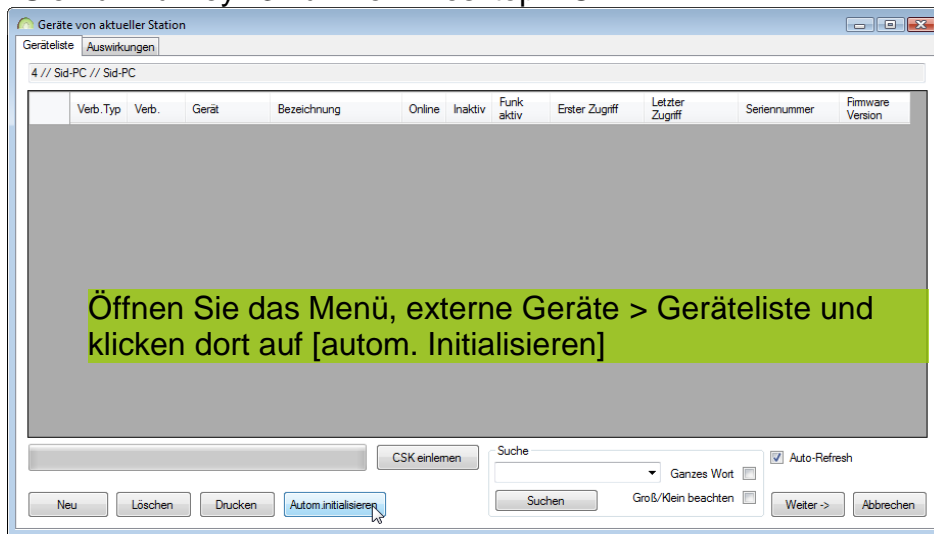 Geräte von aktueller Station
Geräteliste Auswirkungen
4 // Sid-PC // Sid-PC
Verb.Typ Verb. Gerät Bezeichnung Online Inaktiv Funk aktiv Erster Zugriff Letzter Zugriff Seriennummer Firmware Version
Öffnen Sie das Menü, externe Geräte > Geräteliste und
klicken dort auf [autom. Initialisieren]
CSK einlernen
Suche
Auto-Refresh
Ganzes Wort
Neu Löschen Drucken Autom.initialisieren
Suchen
Groß/Klein beachten
Weiter -> Abbrechen